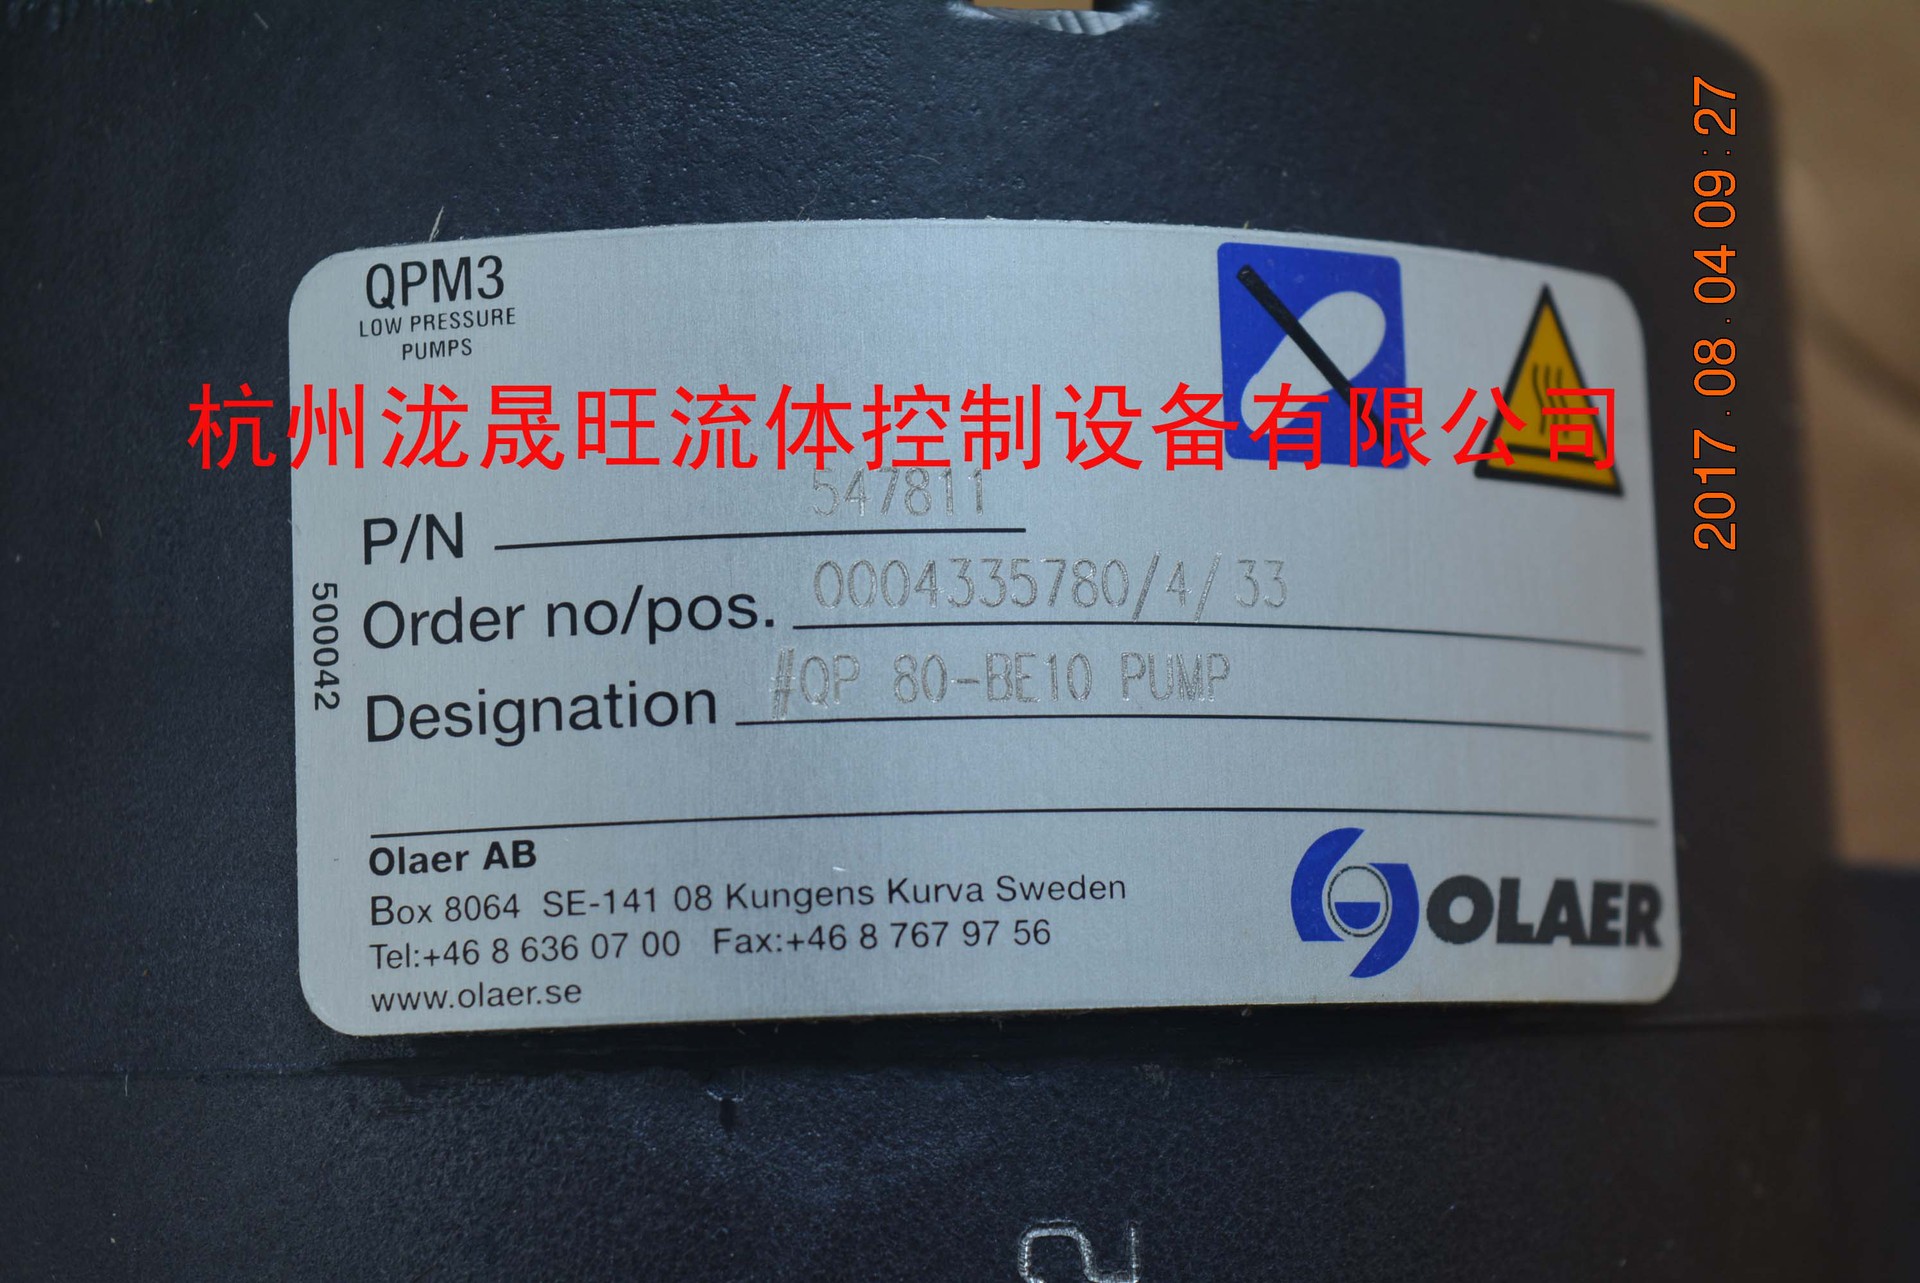 QPM3
LOW PRESSURE
PUMPS
杭州泷晟旺流体控制设备有限公司
P/N 547811
Order no/pos. 0004335780/4/33
Designation #QP 80-BE10 PUMP
500042
Olaer AB
Box 8064 SE-141 08 Kungens Kurva Sweden
Tel:+46 8 636 07 00 Fax:+46 8 767 97 56
www.olaer.se
OLAER
2017.08.04 09:27
2